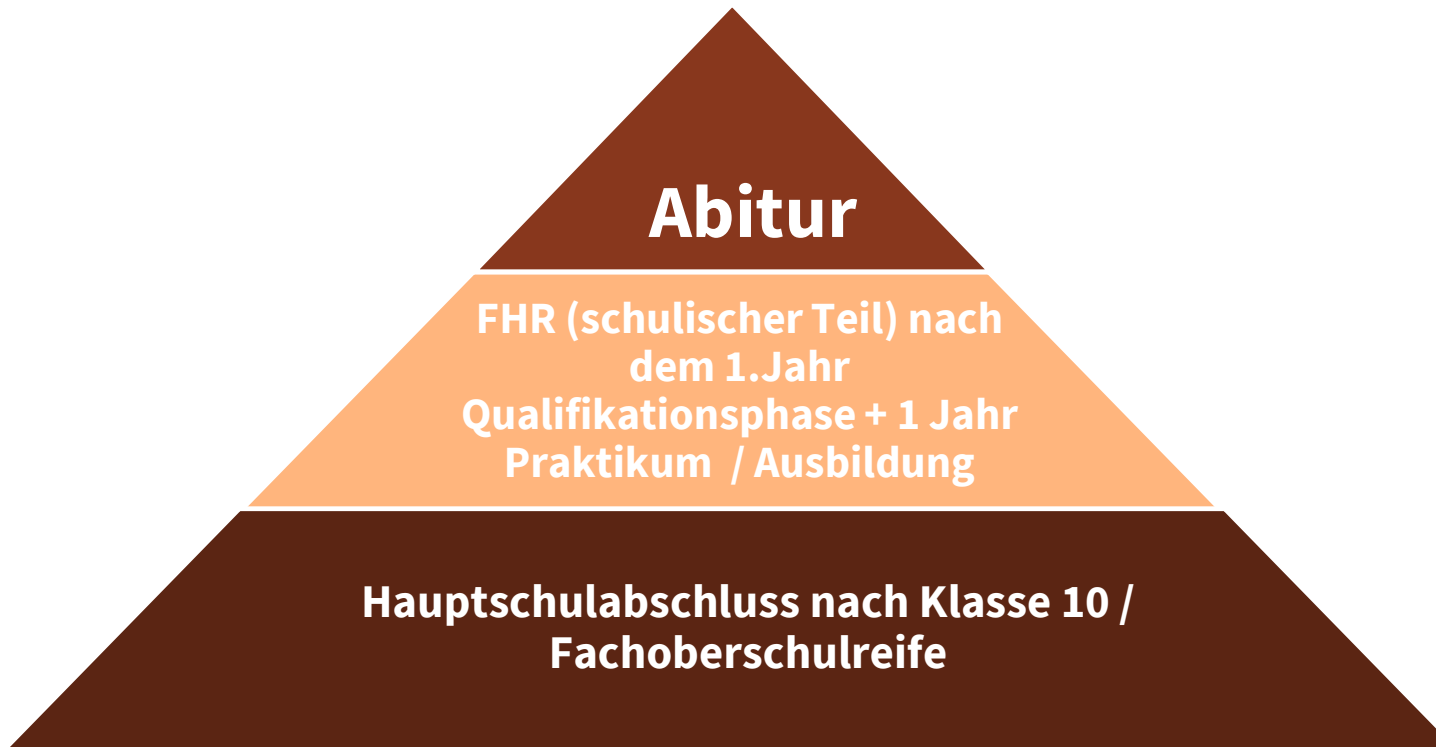 Abitur
FHR (schulischer Teil) nach
dem 1.Jahr
Qualifikationsphase + 1 Jahr
Praktikum / Ausbildung
Hauptschulabschluss nach Klasse 10 /
Fachoberschulreife